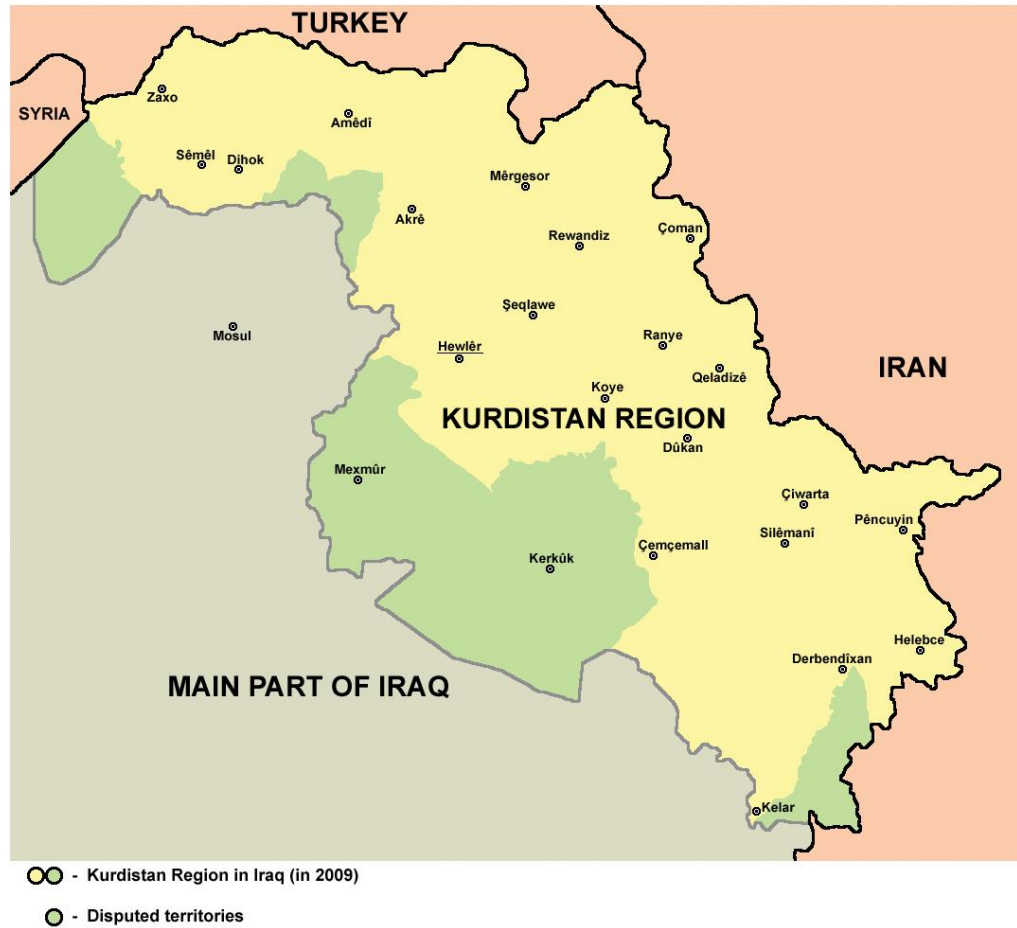 TURKEY
SYRIA
Zaxo
Amêdî
Sêmêl
Dihok
Mêrgesor
Akrê
Rewandiz
Çoman
Şeqlawe
Mosul
Hewlêr
Ranye
IRAN
Qeladizê
Koye
KURDISTAN REGION
Dûkan
Mexmûr
Çiwarta
Pêncuyin
Silêmanî
Çemçemall
Kerkûk
Helebce
Derbendîxan
MAIN PART OF IRAQ
Kelar
- Kurdistan Region in Iraq (in 2009)
- Disputed territories